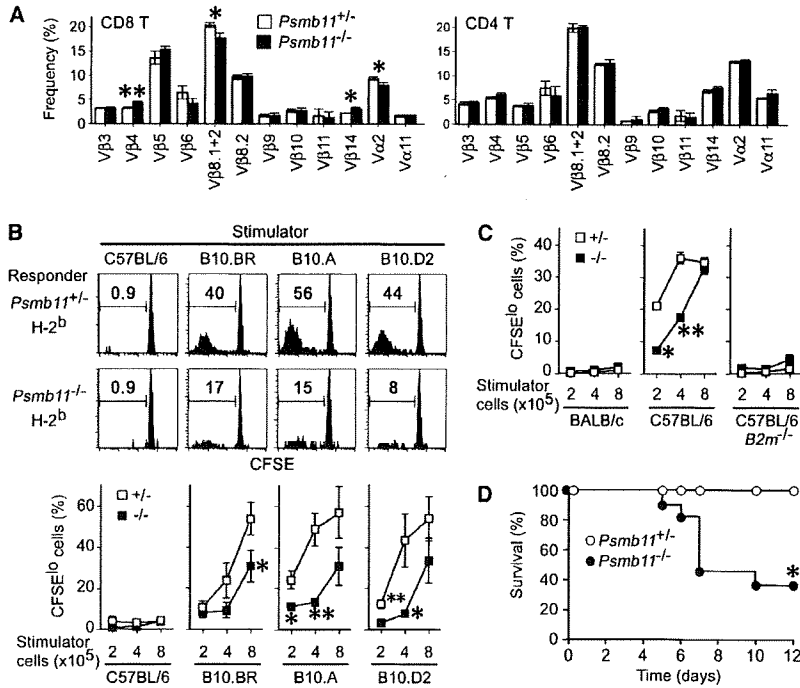 A
CD8 T
Psmb11+/-
Psmb11-/-
CD4 T
Frequency (%)
20
15
10
5
0
20
15
10
5
0
* *
*
*
*
Vβ3 Vβ4 Vβ5 Vβ6 Vβ8.1+2 Vβ8.2 Vβ9 Vβ10 Vβ11 Vβ14 Vα2 Vα11
Vβ3 Vβ4 Vβ5 Vβ6 Vβ8.1+2 Vβ8.2 Vβ9 Vβ10 Vβ11 Vβ14 Vα2 Vα11
B
Stimulator
C57BL/6 B10.BR B10.A B10.D2
Responder
Psmb11+/-
H-2b
0.9 40 56 44
Psmb11-/-
H-2b
0.9 17 15 8
CFSE
CFSElo cells (%)
60
40
20
0
+/-
-/-
*
* **
** *
Stimulator
cells (x10⁵)
2 4 8 2 4 8 2 4 8 2 4 8
C57BL/6 B10.BR B10.A B10.D2
C
CFSElo cells (%)
40
30
20
10
0
+/-
-/-
* **
Stimulator
cells (x10⁵)
2 4 8 2 4 8 2 4 8
BALB/c C57BL/6 C57BL/6
B2m-/-
D
Survival (%)
100
80
60
40
20
0
Psmb11+/-
Psmb11-/-
*
0 2 4 6 8 10 12
Time (days)